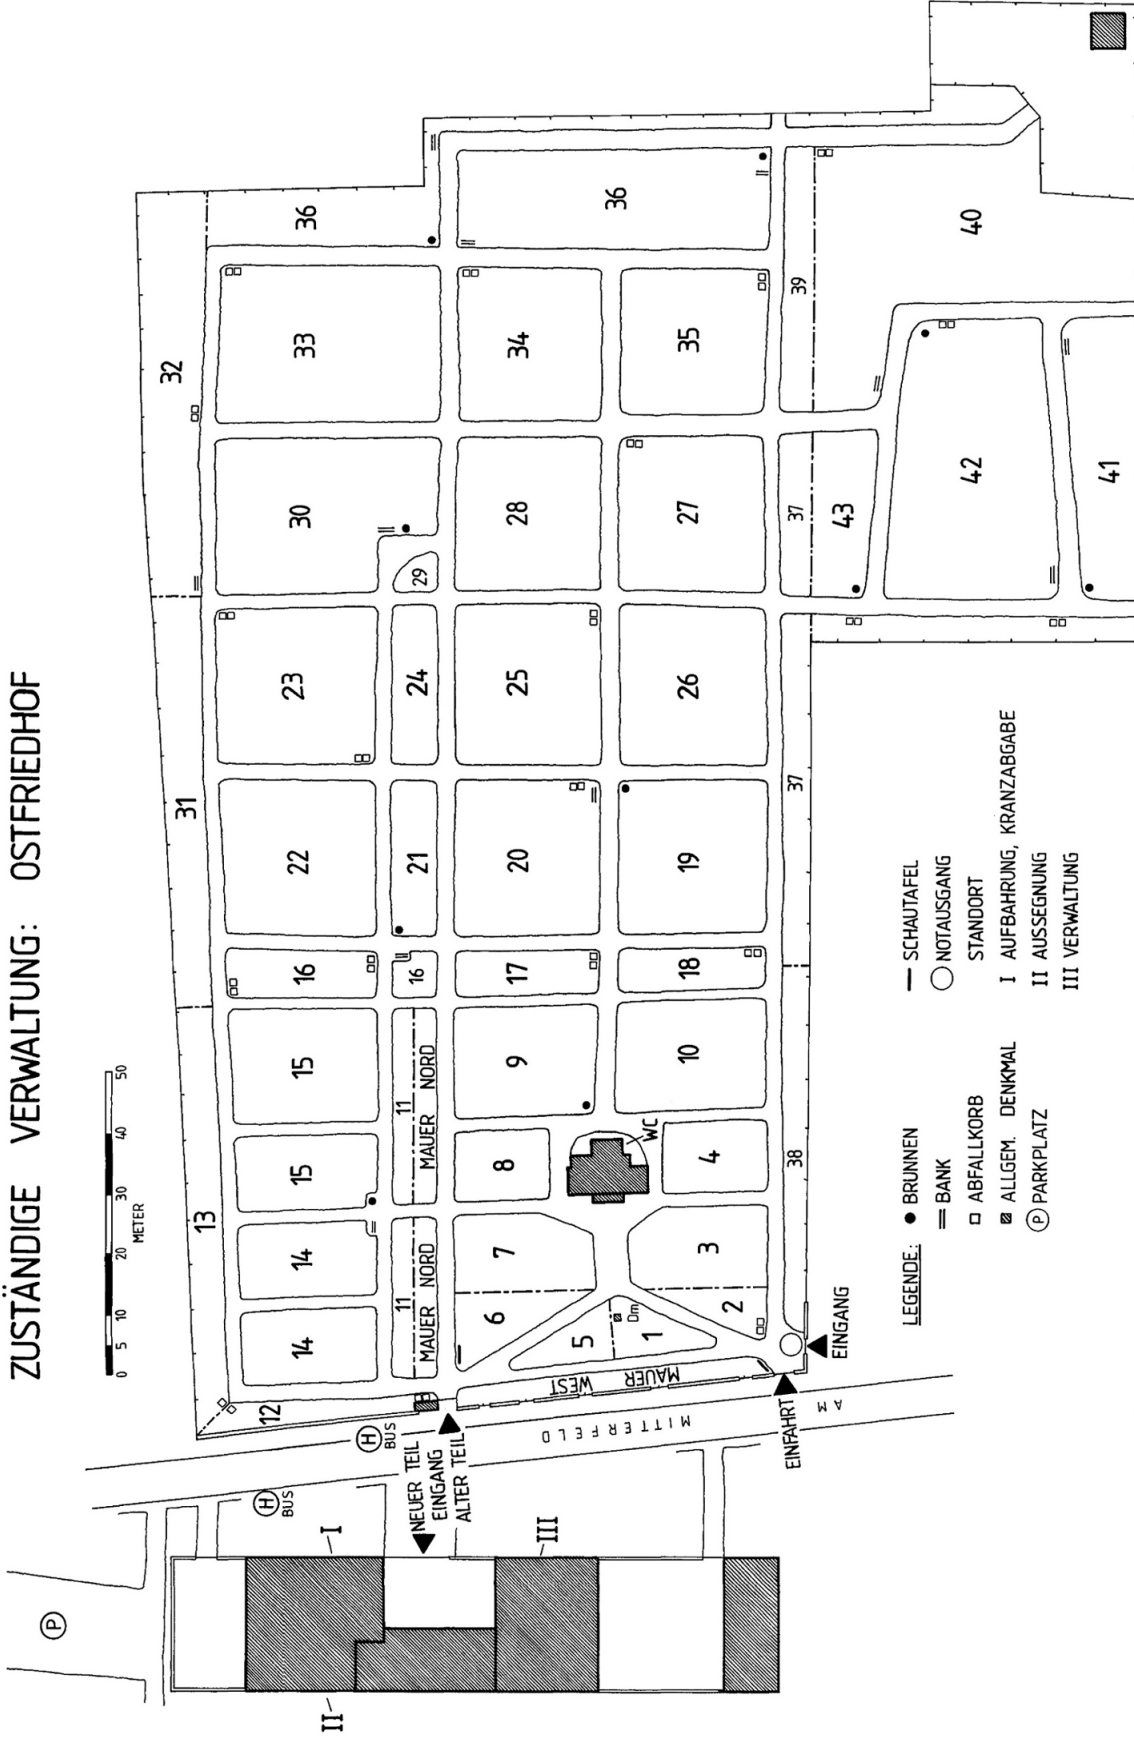 ZUSTÄNDIGE VERWALTUNG: OSTFRIEDHOF
0 5 10 20 30 40 50
METER
13
31
32
12
14
14
15
15
16
22
23
30
33
36
11
MAUER NORD
11
MAUER NORD
16
21
24
29
6
7
8
9
17
20
25
28
34
36
5
1
Dm
2
3
4
WC
10
18
19
26
27
35
38
37
37
39
43
40
42
41
MAUER WEST
AM MITTERFELD
H
BUS
H
BUS
P
I
II
III
NEUER TEIL
EINGANG
ALTER TEIL
EINFAHRT
EINGANG
LEGENDE:
BRUNNEN
BANK
ABFALLKORB
ALLGEM. DENKMAL
P PARKPLATZ
SCHAUTAFEL
NOTAUSGANG
STANDORT
I AUFBAHRUNG, KRANZABGABE
II AUSSEGNUNG
III VERWALTUNG